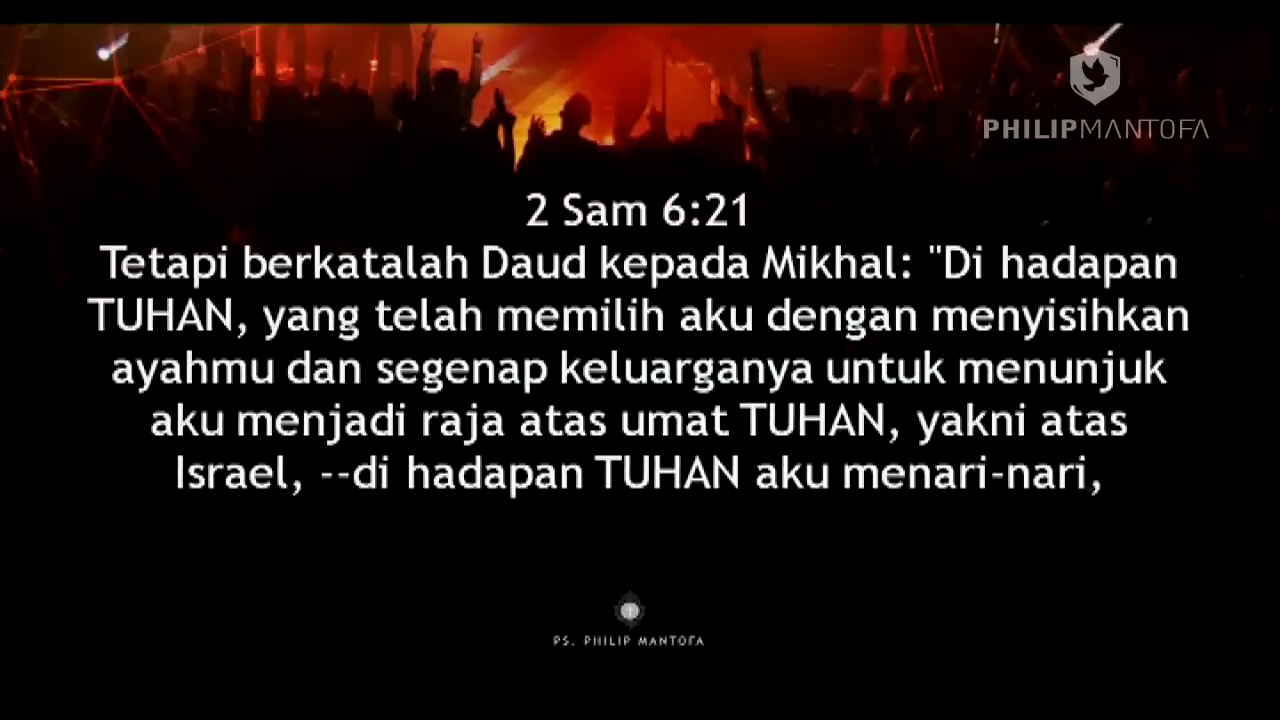 PHILIPMANTOFA
2 Sam 6:21
Tetapi berkatalah Daud kepada Mikhal: "Di hadapan
TUHAN, yang telah memilih aku dengan menyisihkan
ayahmu dan segenap keluarganya untuk menunjuk
aku menjadi raja atas umat TUHAN, yakni atas
Israel, --di hadapan TUHAN aku menari-nari,
PS. PHILIP MANTOFA